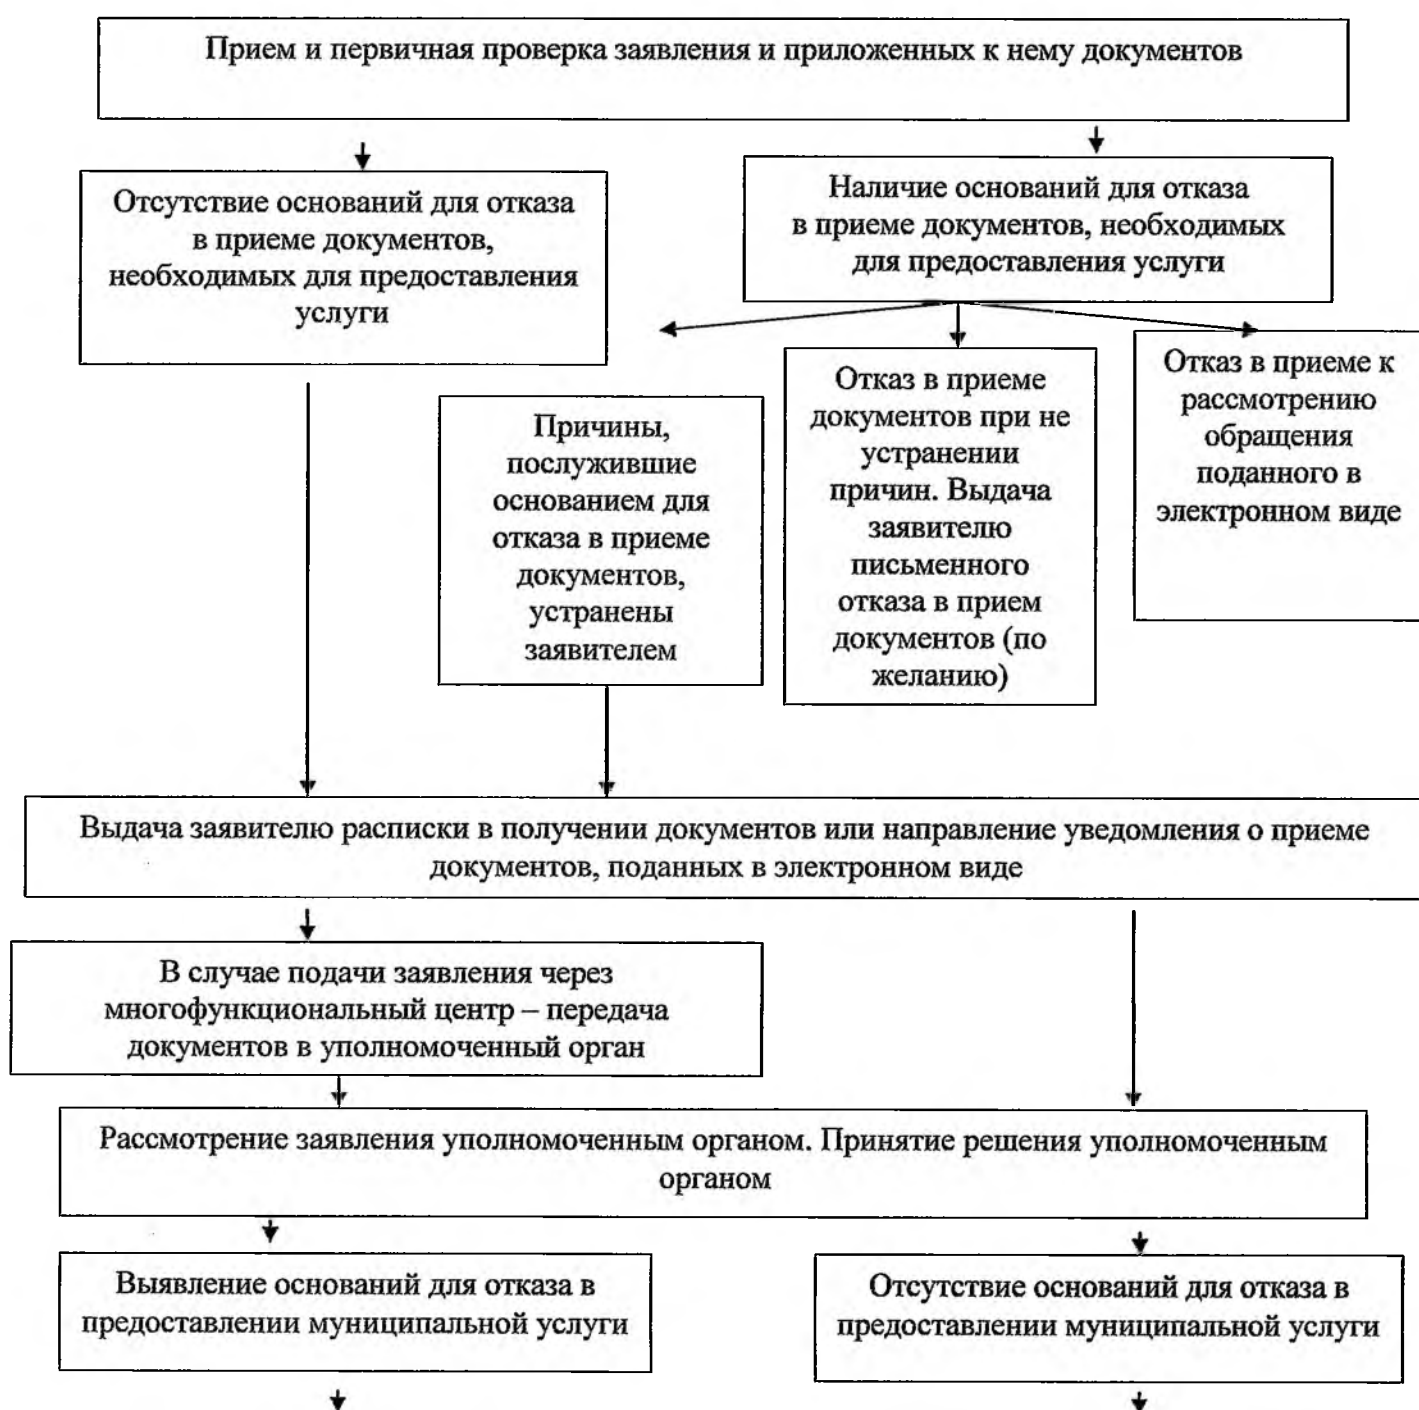 Прием и первичная проверка заявления и приложенных к нему документов
Отсутствие оснований для отказа
в приеме документов,
необходимых для предоставления
услуги
Наличие оснований для отказа
в приеме документов, необходимых
для предоставления услуги
Причины,
послужившие
основанием для
отказа в приеме
документов,
устранены
заявителем
Отказ в приеме
документов при не
устранении
причин. Выдача
заявителю
письменного
отказа в прием
документов (по
желанию)
Отказ в приеме к
рассмотрению
обращения
поданного в
электронном виде
Выдача заявителю расписки в получении документов или направление уведомления о приеме
документов, поданных в электронном виде
В случае подачи заявления через
многофункциональный центр – передача
документов в уполномоченный орган
Рассмотрение заявления уполномоченным органом. Принятие решения уполномоченным
органом
Выявление оснований для отказа в
предоставлении муниципальной услуги
Отсутствие оснований для отказа в
предоставлении муниципальной услуги